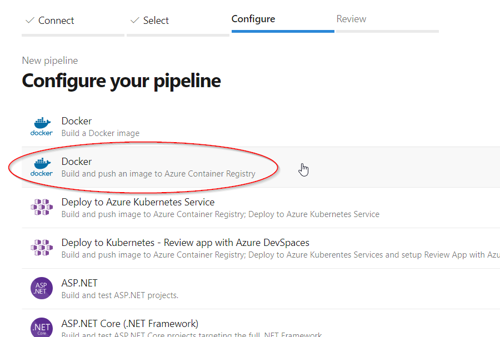 Connect
Select
Configure
Review
New pipeline
Configure your pipeline
docker
Docker
Build a Docker image
docker
Docker
Build and push an image to Azure Container Registry
Deploy to Azure Kubernetes Service
Build and push image to Azure Container Registry; Deploy to Azure Kubernetes Service
Deploy to Kubernetes - Review app with Azure DevSpaces
Build and push image to Azure Container Registry; Deploy to Azure Kuberentes Services and setup Review App with Az
ASP.NET
ASP.NET
Build and test ASP.NET projects.
.NET
Core
ASP.NET Core (.NET Framework)
Build and test ASP.NET Core projects targeting the full .NET Framework.